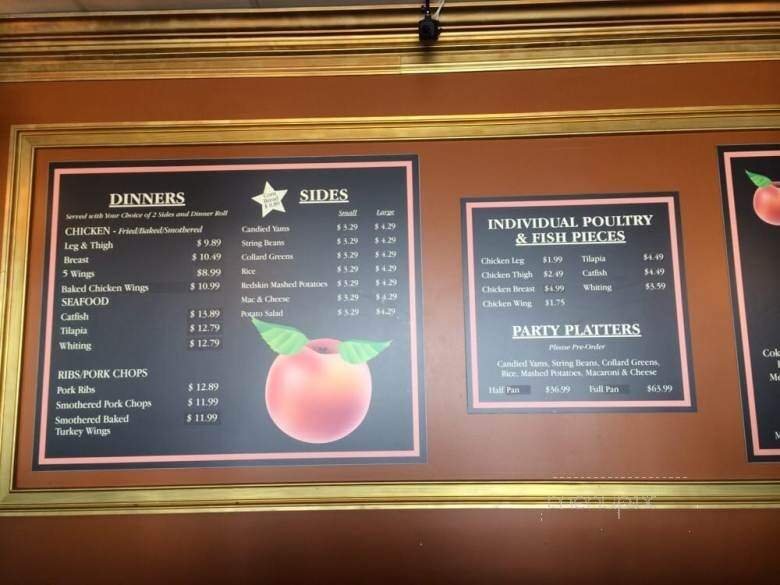 DINNERS
Served with Your Choice of 2 Sides and Dinner Roll
CHICKEN - Fried/Baked/Smothered
Leg & Thigh $ 9.89
Breast $ 10.49
5 Wings $8.99
Baked Chicken Wings $ 10.99
SEAFOOD
Catfish $ 13.89
Tilapia $ 12.79
Whiting $ 12.79
RIBS/PORK CHOPS
Pork Ribs $ 12.89
Smothered Pork Chops $ 11.99
Smothered Baked $ 11.99
Turkey Wings
Corn
Bread
SIDES
Small Large
Candied Yams $ 3.29 $ 4.29
String Beans $ 3.29 $ 4.29
Collard Greens $ 3.29 $ 4.29
Rice $ 3.29 $ 4.29
Redskin Mashed Potatoes $ 3.29 $ 4.29
Mac & Cheese $ 3.29 $ 4.29
Potato Salad $ 3.29 $4.29
INDIVIDUAL POULTRY
& FISH PIECES
Chicken Leg $1.99 Tilapia $4.49
Chicken Thigh $2.49 Catfish $4.49
Chicken Breast $4.99 Whiting $3.59
Chicken Wing $1.75
PARTY PLATTERS
Please Pre-Order
Candied Yams, String Beans, Collard Greens,
Rice, Mashed Potatoes, Macaroni & Cheese
Half Pan $36.99 Full Pan $63.99